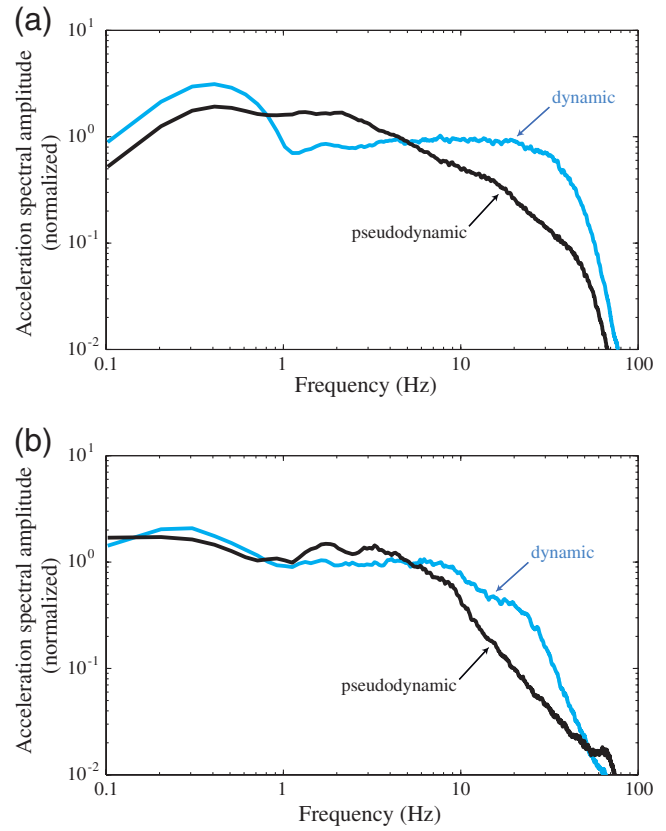 (a)
Acceleration spectral amplitude
(normalized)
10^1
10^0
10^-1
10^-2
dynamic
pseudodynamic
0.1
1
10
100
Frequency (Hz)
(b)
Acceleration spectral amplitude
(normalized)
10^1
10^0
10^-1
10^-2
dynamic
pseudodynamic
0.1
1
10
100
Frequency (Hz)